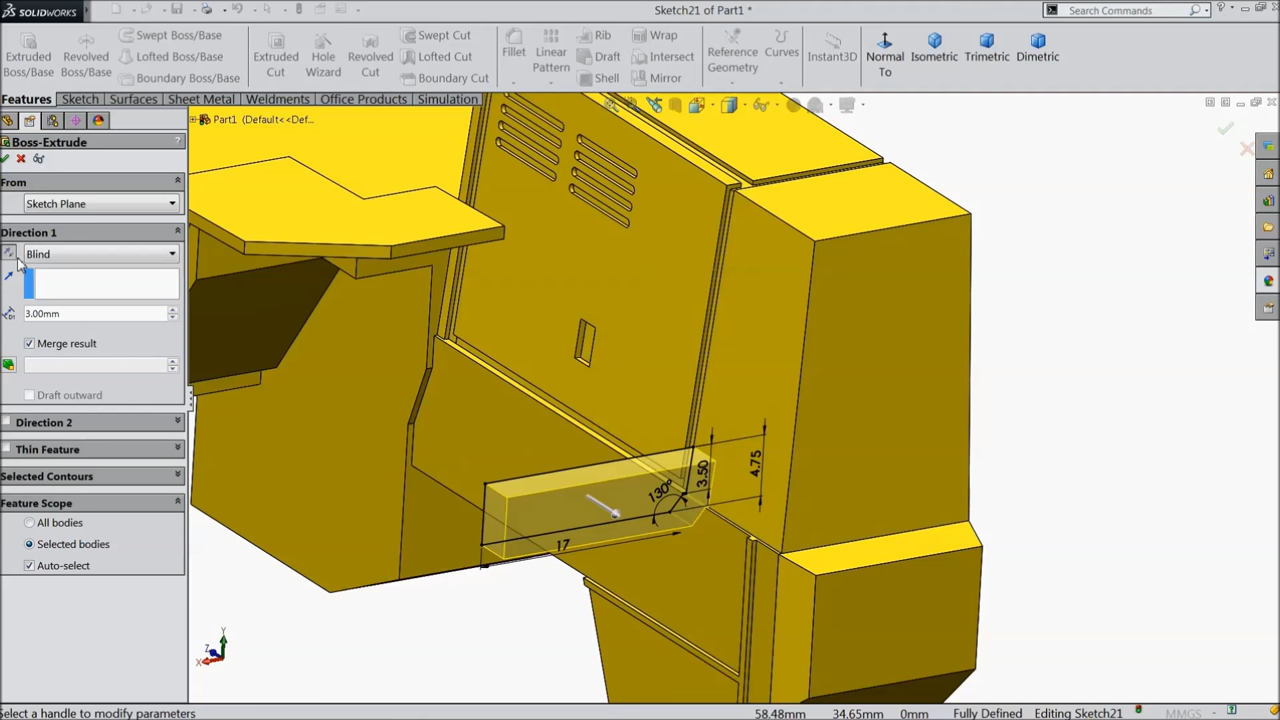 SOLIDWORKS
Sketch21 of Part1 *
Search Commands
?
Extruded Boss/Base
Revolved Boss/Base
Swept Boss/Base
Lofted Boss/Base
Boundary Boss/Base
Extruded Cut
Hole Wizard
Revolved Cut
Swept Cut
Lofted Cut
Boundary Cut
Fillet
Linear Pattern
Rib
Draft
Shell
Wrap
Intersect
Mirror
Reference Geometry
Curves
Instant3D
Normal To
Isometric
Trimetric
Dimetric
Features
Sketch
Surfaces
Sheet Metal
Weldments
Office Products
Simulation
Part1 (Default<<Def...
Boss-Extrude
?
From
Sketch Plane
Direction 1
Blind
3.00mm
Merge result
Draft outward
Direction 2
Thin Feature
Selected Contours
Feature Scope
All bodies
Selected bodies
Auto-select
130°
3.50
4.75
17
Y
Z
X
Select a handle to modify parameters
58.48mm
34.65mm
0mm
Fully Defined
Editing Sketch21
MMGS